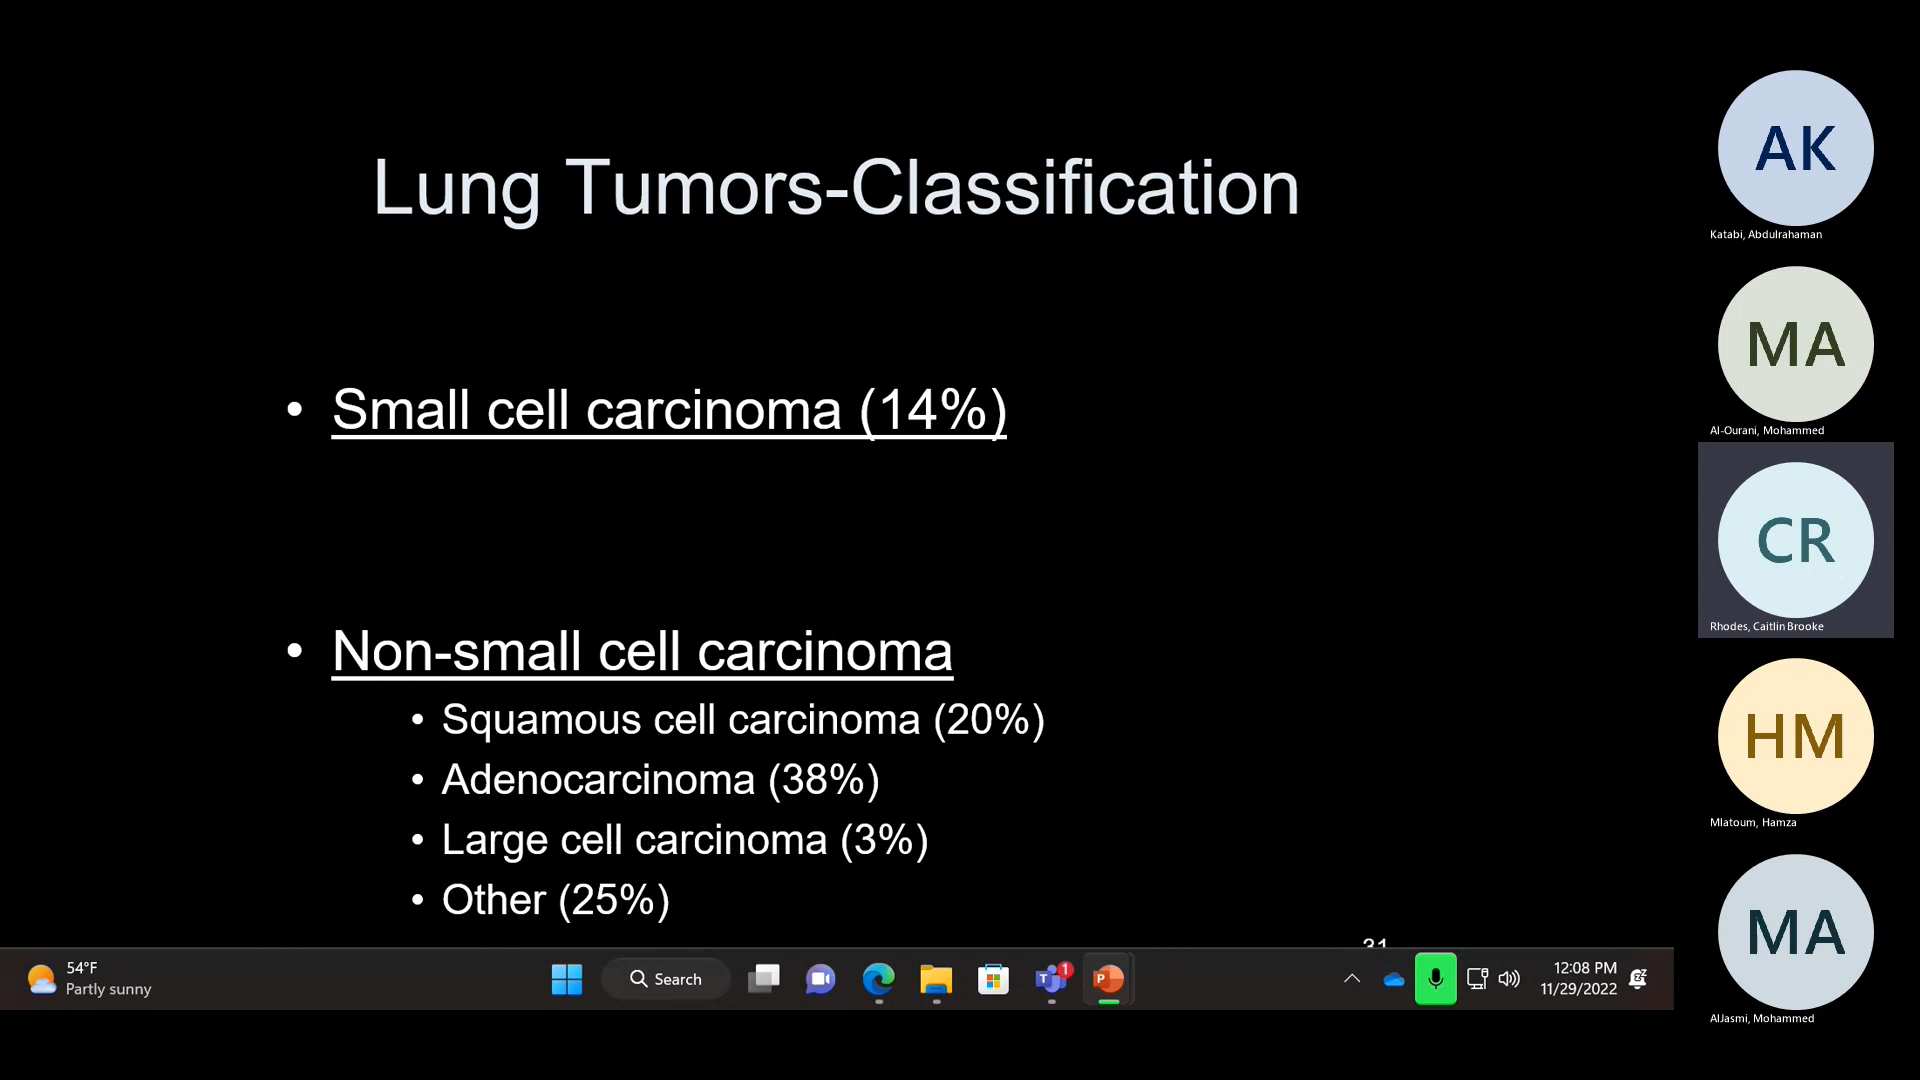 Lung Tumors-Classification
• Small cell carcinoma (14%)
• Non-small cell carcinoma
• Squamous cell carcinoma (20%)
• Adenocarcinoma (38%)
• Large cell carcinoma (3%)
• Other (25%)
31
AK
Katabi, Abdulrahaman
MA
Al-Ourani, Mohammed
CR
Rhodes, Caitlin Brooke
HM
Mlatoum, Hamza
MA
AlJasmi, Mohammed
54°F
Partly sunny
Search
1
12:08 PM
11/29/2022